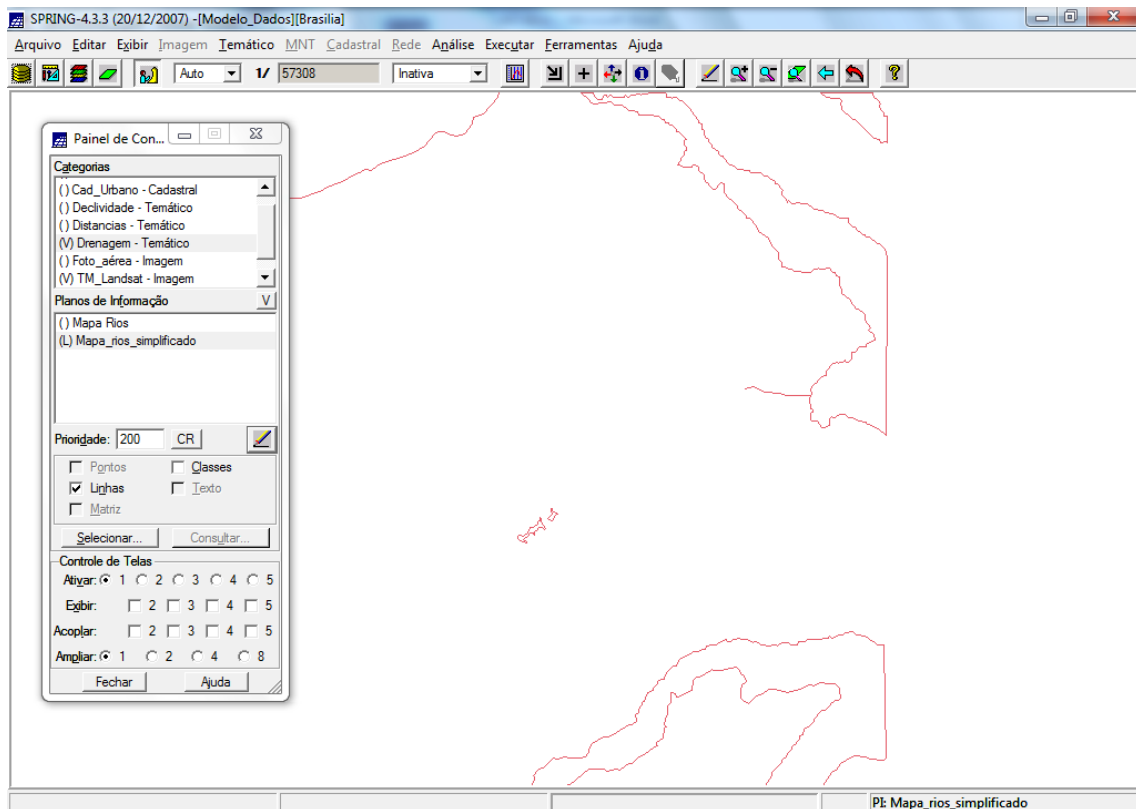 SPRING-4.3.3 (20/12/2007) -[Modelo_Dados][Brasilia]
Arquivo Editar Exibir Imagem Temático MNT Cadastral Rede Análise Executar Ferramentas Ajuda
Auto 1/ 57308 Inativa
Painel de Con...
Categorias
( ) Cad_Urbano - Cadastral
( ) Declividade - Temático
( ) Distancias - Temático
(V) Drenagem - Temático
( ) Foto_aérea - Imagem
(V) TM_Landsat - Imagem
Planos de Informação V
( ) Mapa Rios
(L) Mapa_rios_simplificado
Prioridade: 200 CR
Pontos Classes
Linhas Texto
Matriz
Selecionar... Consultar...
Controle de Telas
Ativar: 1 2 3 4 5
Exibir: 2 3 4 5
Acoplar: 2 3 4 5
Ampliar: 1 2 4 8
Fechar Ajuda
PI: Mapa_rios_simplificado